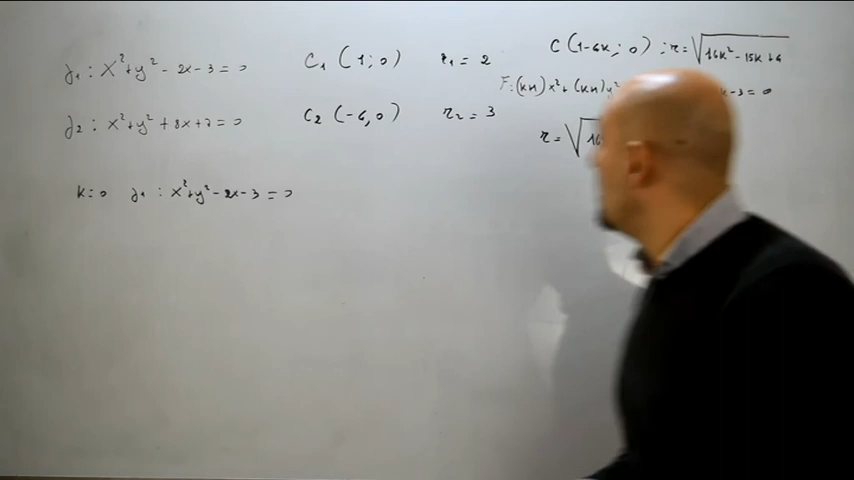 γ₁ : x²+y² - 2x - 3 = 0 C₁ (1; 0) r₁ = 2
C (1-6k; 0) ; r = √16k² - 15k + 4
γ₂ : x²+y² + 8x + 7 = 0 C₂ (-4, 0) r₂ = 3
F: (k+1) x² + (k+1) y² x - 3 = 0
r = √16
k = 0 γ₁ : x²+y² - 2x - 3 = 0